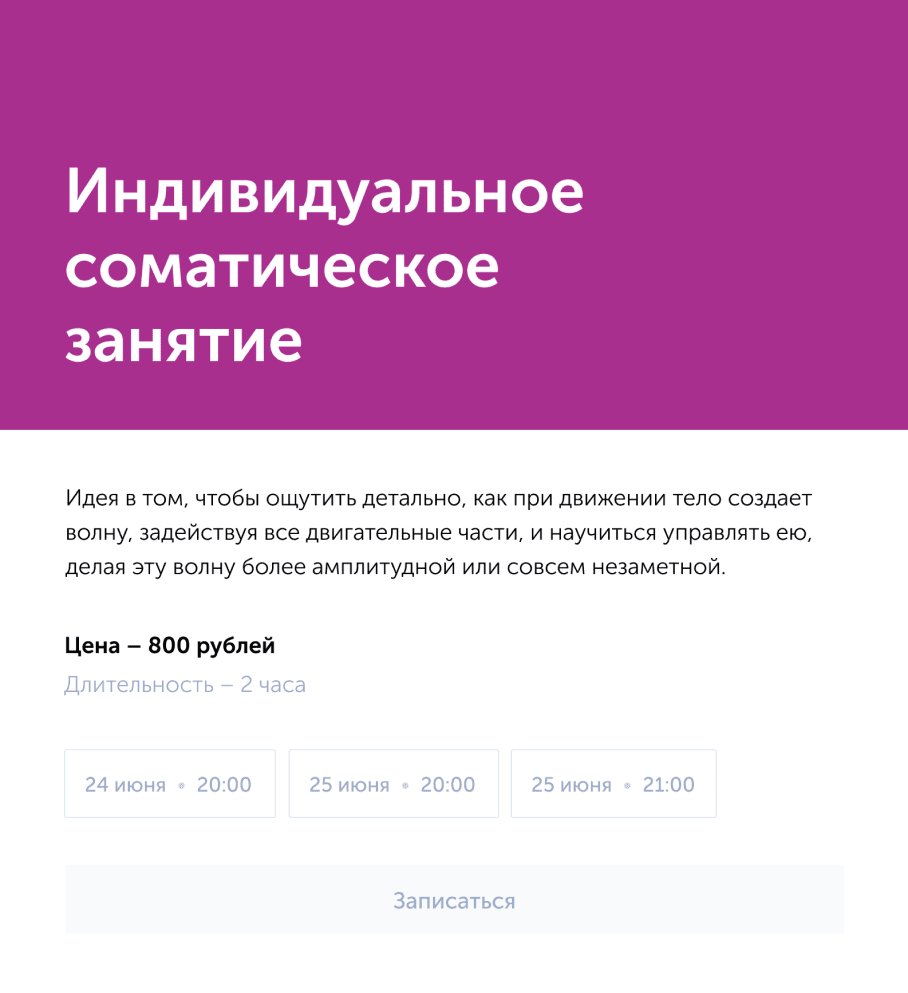 Индивидуальное
соматическое
занятие
Идея в том, чтобы ощутить детально, как при движении тело создает
волну, задействуя все двигательные части, и научиться управлять ею,
делая эту волну более амплитудной или совсем незаметной.
Цена – 800 рублей
Длительность – 2 часа
24 июня • 20:00
25 июня • 20:00
25 июня • 21:00
Записаться